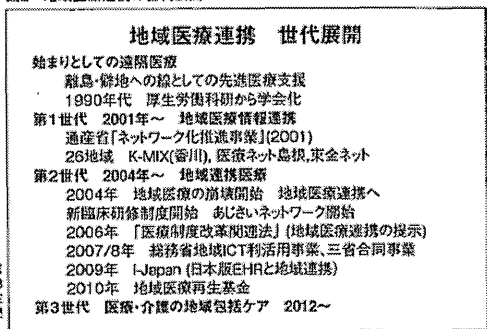 地域医療連携 世代展開
始まりとしての遠隔医療
離島・僻地への線としての先進医療支援
1990年代 厚生労働科研から学会化
第1世代 2001年～ 地域医療情報連携
通産省「ネットワーク化推進事業」(2001)
26地域 K-MIX(香川), 医療ネット島根,東金ネット
第2世代 2004年～ 地域連携医療
2004年 地域医療の崩壊開始 地域医療連携へ
新臨床研修制度開始 あじさいネットワーク開始
2006年 「医療制度改革関連法」(地域医療連携の提示)
2007/8年 総務省地域ICT利活用事業、三省合同事業
2009年 i-Japan (日本版EHRと地域連携)
2010年 地域医療再生基金
第3世代 医療・介護の地域包括ケア 2012～